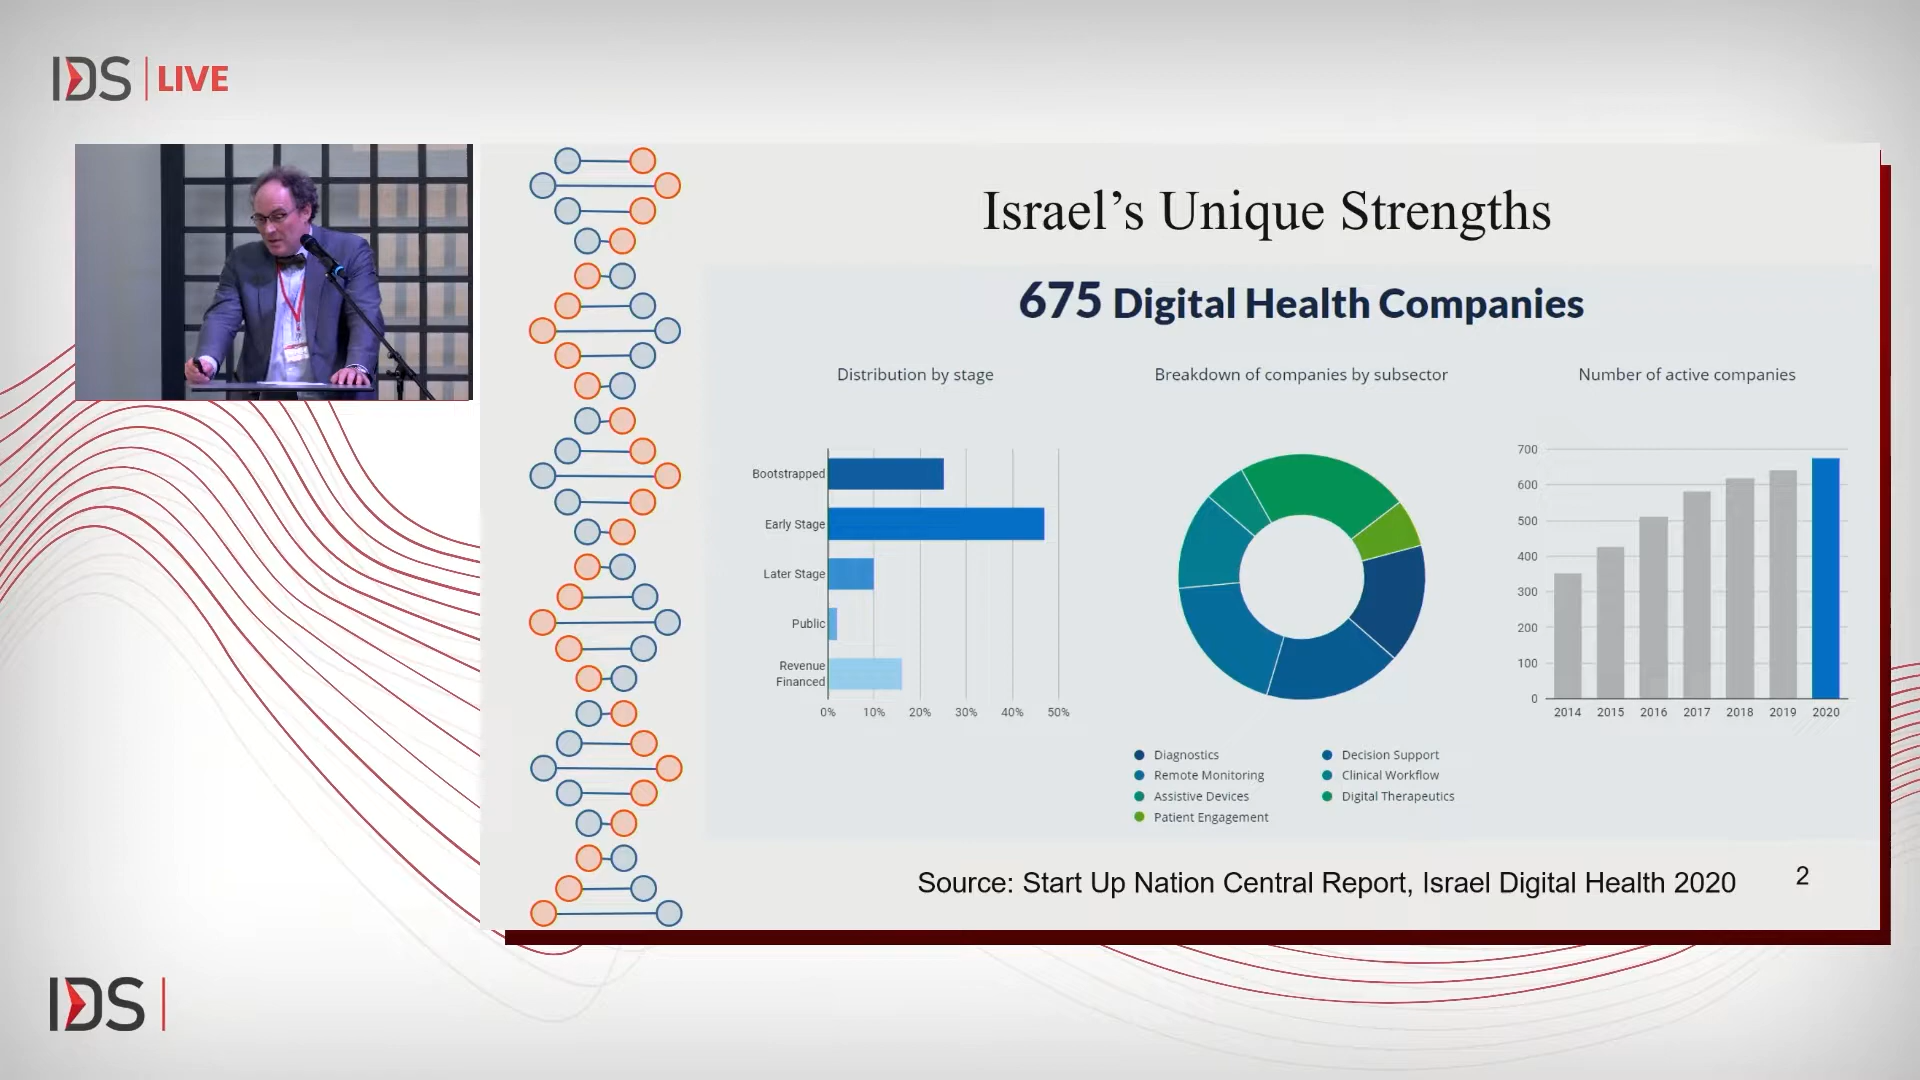 IDS LIVE
Israel's Unique Strengths
675 Digital Health Companies
Distribution by stage
Bootstrapped
Early Stage
Later Stage
Public
Revenue
Financed
0% 10% 20% 30% 40% 50%
Breakdown of companies by subsector
Diagnostics
Remote Monitoring
Assistive Devices
Patient Engagement
Decision Support
Clinical Workflow
Digital Therapeutics
Number of active companies
700
600
500
400
300
200
100
0
2014 2015 2016 2017 2018 2019 2020
Source: Start Up Nation Central Report, Israel Digital Health 2020
2
IDS